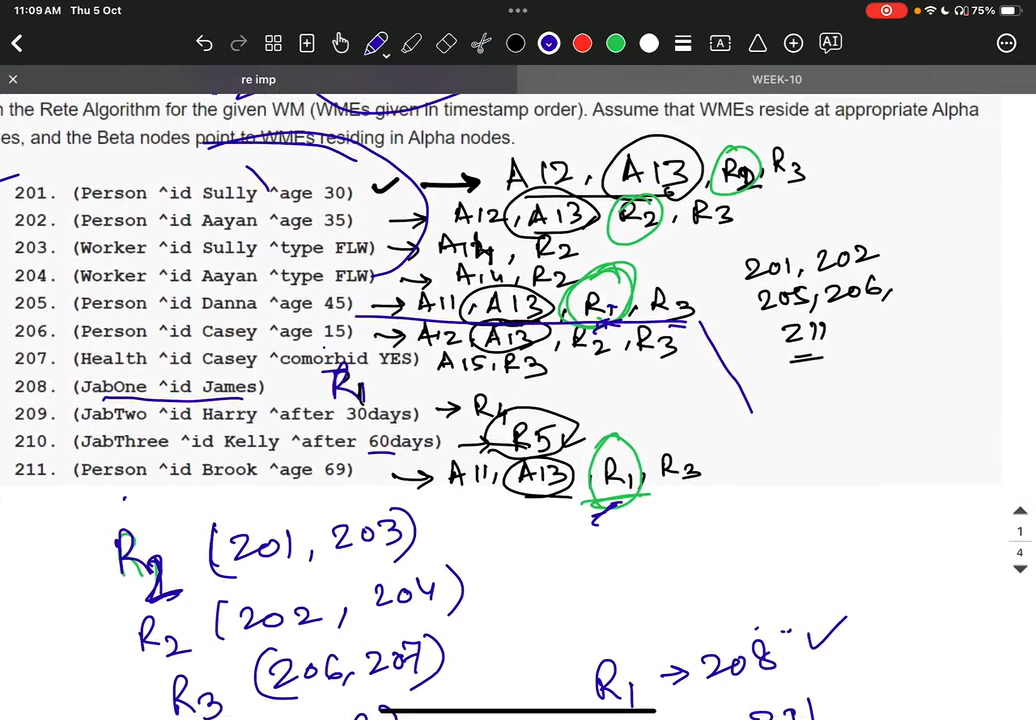 11:09 AM Thu 5 Oct
75%
re imp
WEEK-10
n the Rete Algorithm for the given WM (WMEs given in timestamp order). Assume that WMEs reside at appropriate Alpha
es, and the Beta nodes point to WMEs residing in Alpha nodes.
201. (Person ^id Sully ^age 30) A12, A13, R3
202. (Person ^id Aayan ^age 35) A12, A13, R2, R3
203. (Worker ^id Sully ^type FLW) A14, R2
204. (Worker ^id Aayan ^type FLW) A14, R2
205. (Person ^id Danna ^age 45) A11, A13, R1, R3
206. (Person ^id Casey ^age 15) A12, A13, R2, R3
207. (Health ^id Casey ^comorbid YES) A15, R3
208. (JabOne ^id James) R1
209. (JabTwo ^id Harry ^after 30days) R4
210. (JabThree ^id Kelly ^after 60days) R5
211. (Person ^id Brook ^age 69) A11, A13, R1, R3
201, 202
205, 206,
211
(201, 203)
R2 (202, 204)
R3 (206, 207)
R1 → 208
1
4
AI
A